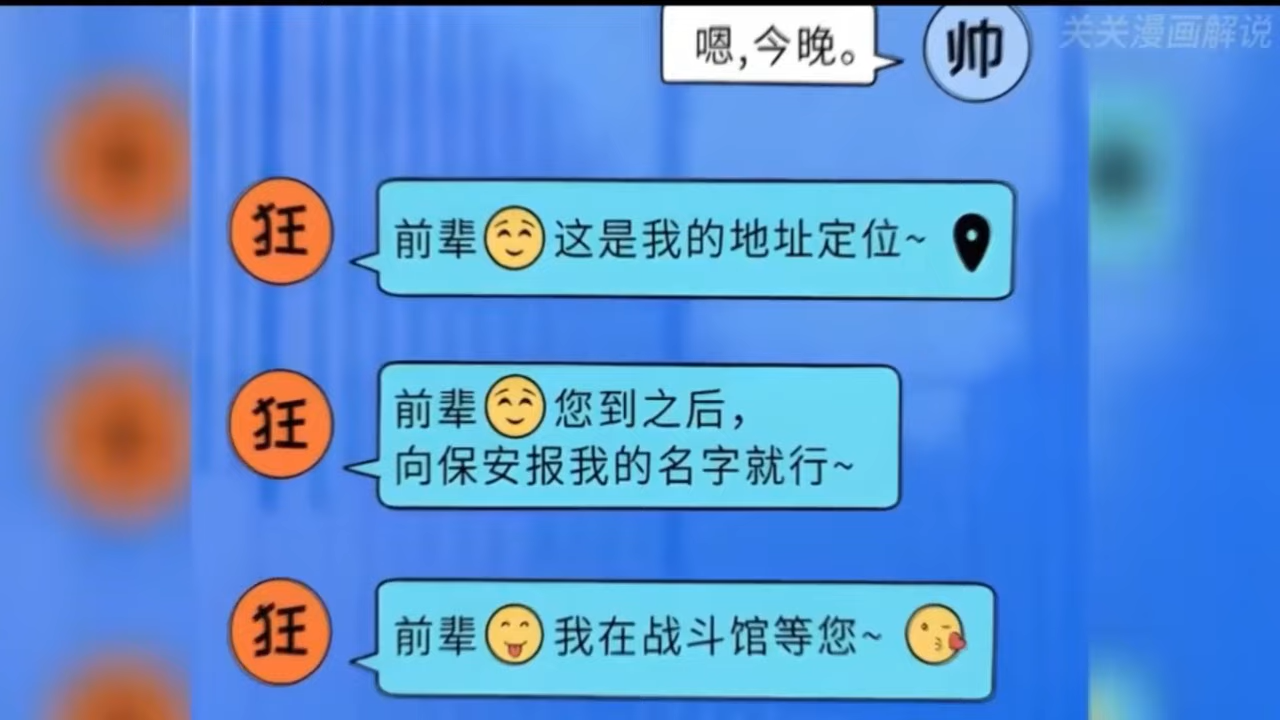 关关漫画解说
嗯,今晚。
帅
狂
前辈😊这是我的地址定位~
狂
前辈😊您到之后，
向保安报我的名字就行~
狂
前辈😋我在战斗馆等您~😘